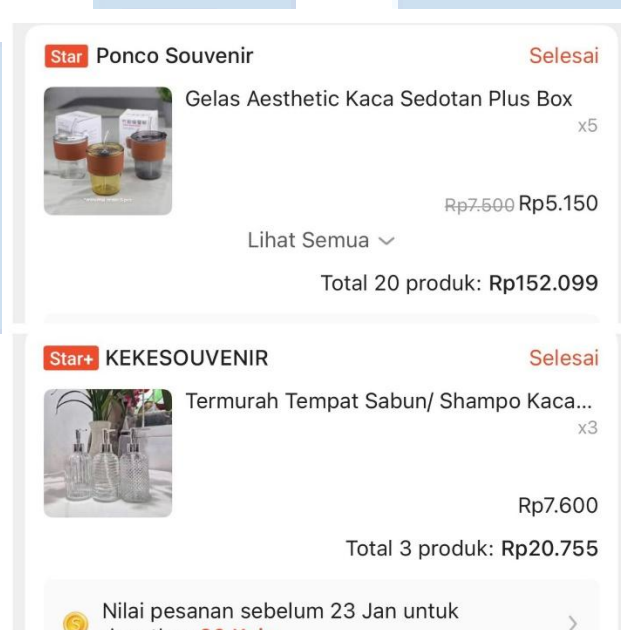 Star Ponco Souvenir Selesai
Gelas Aesthetic Kaca Sedotan Plus Box
x5
Rp7.500 Rp5.150
Lihat Semua
Total 20 produk: Rp152.099
Star+ KEKESOUVENIR Selesai
Termurah Tempat Sabun/ Shampo Kaca...
x3
Rp7.600
Total 3 produk: Rp20.755
Nilai pesanan sebelum 23 Jan untuk